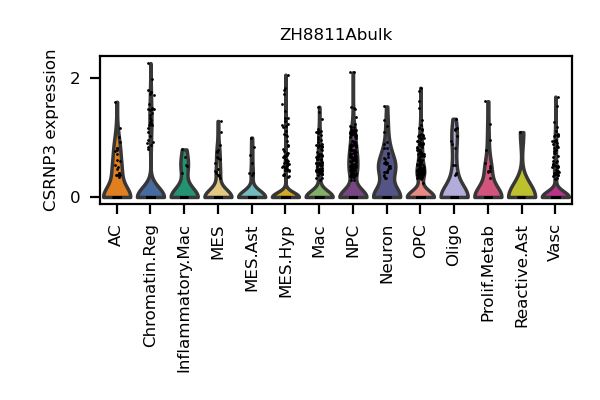 ZH8811Abulk
CSRNP3 expression
2
0
AC
Chromatin.Reg
Inflammatory.Mac
MES
MES.Ast
MES.Hyp
Mac
NPC
Neuron
OPC
Oligo
Prolif.Metab
Reactive.Ast
Vasc